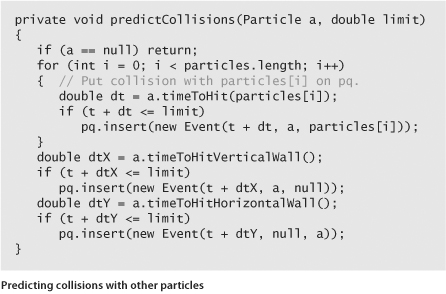 private void predictCollisions(Particle a, double limit)
{
if (a == null) return;
for (int i = 0; i < particles.length; i++)
{ // Put collision with particles[i] on pq.
double dt = a.timeToHit(particles[i]);
if (t + dt <= limit)
pq.insert(new Event(t + dt, a, particles[i]));
}
double dtX = a.timeToHitVerticalWall();
if (t + dtX <= limit)
pq.insert(new Event(t + dtX, a, null));
double dtY = a.timeToHitHorizontalWall();
if (t + dtY <= limit)
pq.insert(new Event(t + dtY, null, a));
}
Predicting collisions with other particles